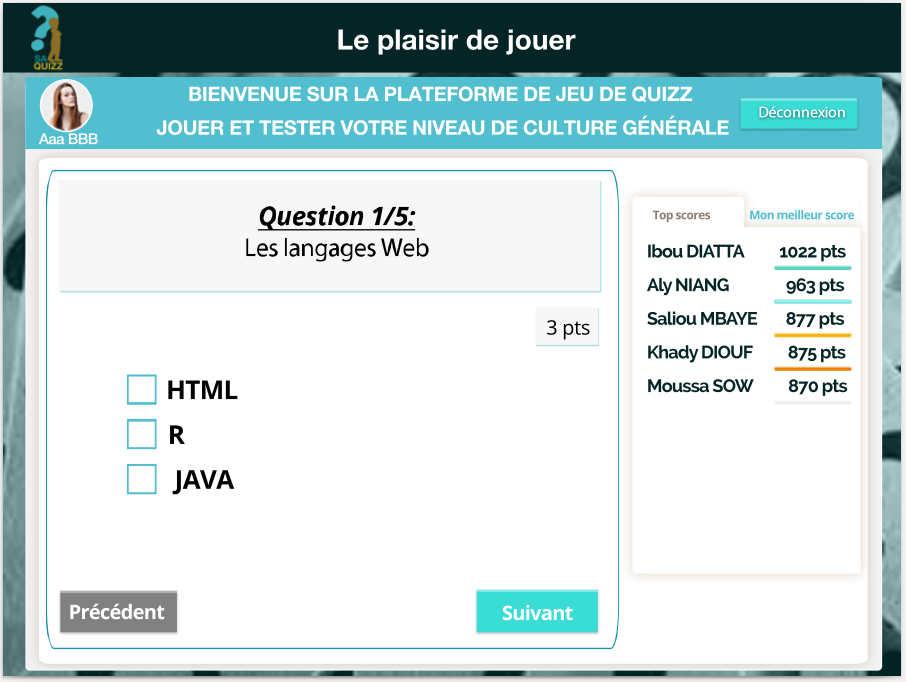 SA
QUIZZ
Le plaisir de jouer
Aaa BBB
BIENVENUE SUR LA PLATEFORME DE JEU DE QUIZZ
JOUER ET TESTER VOTRE NIVEAU DE CULTURE GÉNÉRALE
Déconnexion
Question 1/5:
Les langages Web
3 pts
HTML
R
JAVA
Précédent
Suivant
Top scores
Mon meilleur score
Ibou DIATTA 1022 pts
Aly NIANG 963 pts
Saliou MBAYE 877 pts
Khady DIOUF 875 pts
Moussa SOW 870 pts